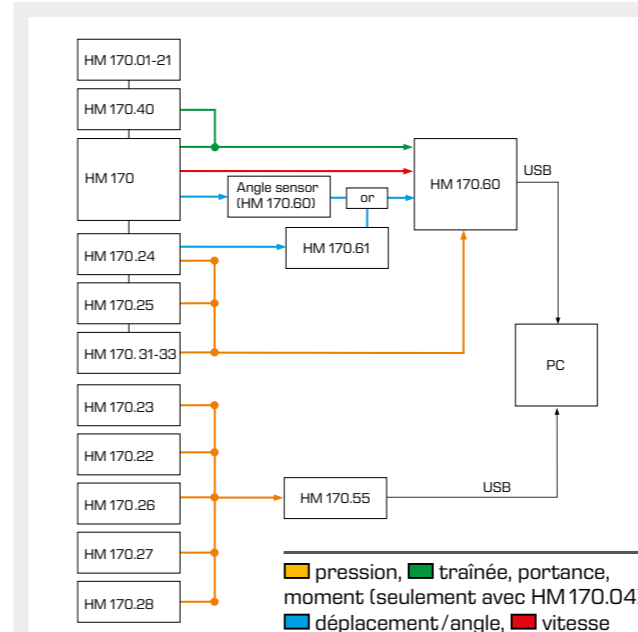 HM 170.01-21
HM 170.40
HM 170
HM 170.24
HM 170.25
HM 170.31-33
HM 170.23
HM 170.22
HM 170.26
HM 170.27
HM 170.28
Angle sensor
(HM 170.60)
or
HM 170.61
HM 170.60
USB
PC
HM 170.55
USB
pression, traînée, portance,
moment (seulement avec HM 170.04)
déplacement/angle, vitesse